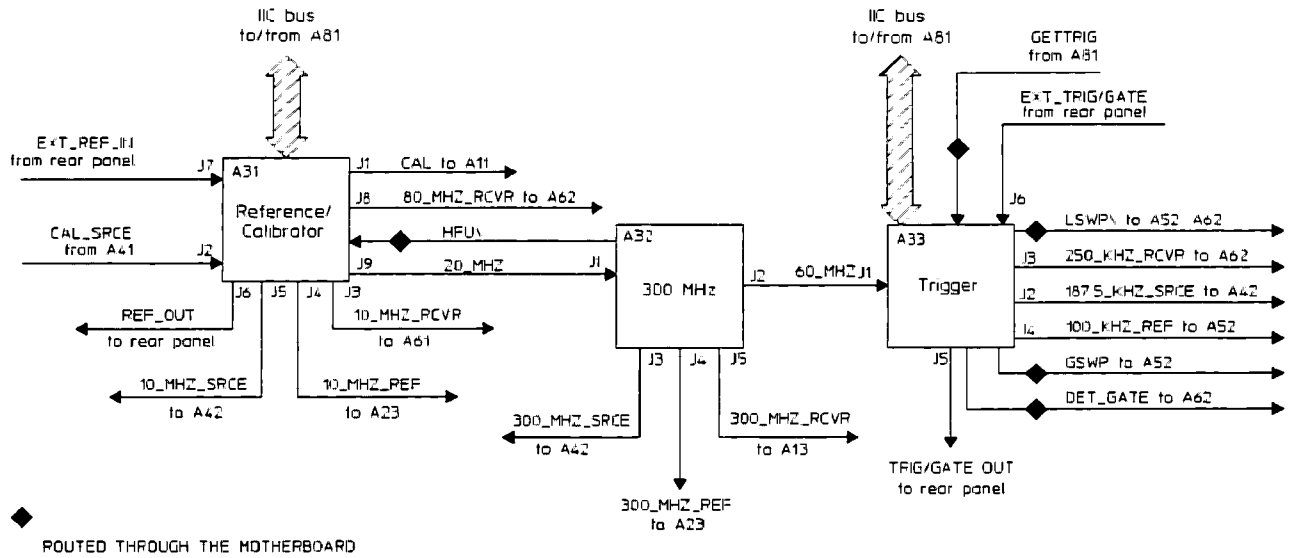 IIC bus
to/from A81
IIC bus
to/from A81
GETTRIG
from A81
EXT_TRIG/GATE
from rear panel
EXT_REF_IN
from rear panel
J7
A31
Reference/
Calibrator
J1
CAL to A11
J8
80_MHZ_RCVR to A62
CAL_SRCE
from A41
J2
HFU\
J9
20_MHZ
J1
J6
J5
J4
J3
REF_OUT
to rear panel
10_MHZ_RCVR
to A61
10_MHZ_SRCE
to A42
10_MHZ_REF
to A23
A32
300 MHz
J2
60_MHZ
J1
J3
J4
J5
300_MHZ_SRCE
to A42
300_MHZ_RCVR
to A13
300_MHZ_REF
to A23
J6
A33
Trigger
LSWP\ to A52 A62
J3
250_KHZ_RCVR to A62
J2
187.5_KHZ_SRCE to A42
J4
100_KHZ_REF to A52
J5
GSWP to A52
DET_GATE to A62
TRIG/GATE OUT
to rear panel
ROUTED THROUGH THE MOTHERBOARD